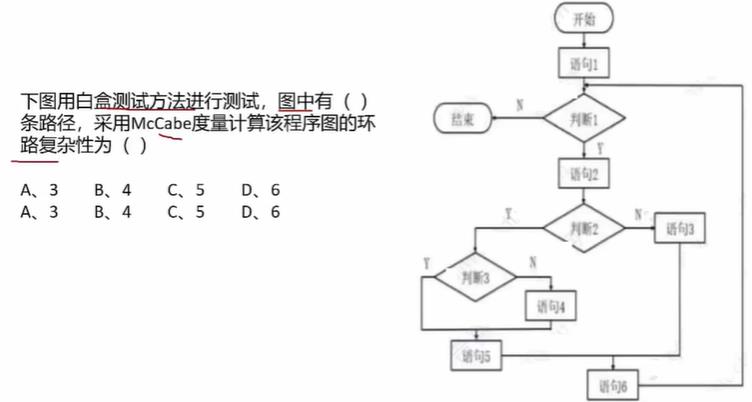 下图用白盒测试方法进行测试，图中有（ ）
条路径，采用McCabe度量计算该程序图的环
路复杂性为（ ）
A、3 B、4 C、5 D、6
A、3 B、4 C、5 D、6
开始
语句1
N
结束
判断1
Y
语句2
Y
判断2
N
语句3
Y
判断3
N
语句4
语句5
语句6